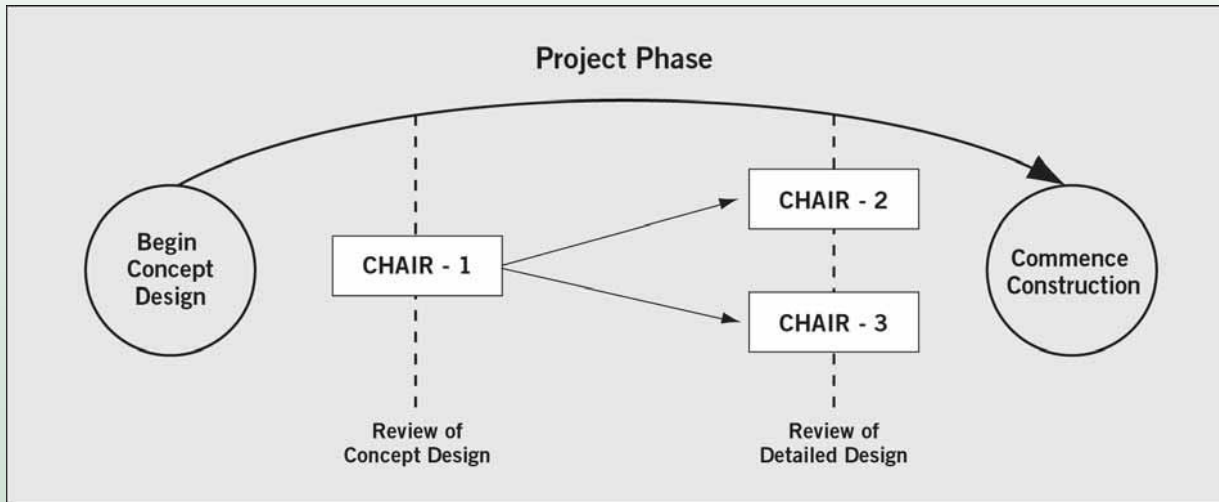 Project Phase
Begin
Concept
Design
CHAIR - 1
CHAIR - 2
CHAIR - 3
Commence
Construction
Review of
Concept Design
Review of
Detailed Design